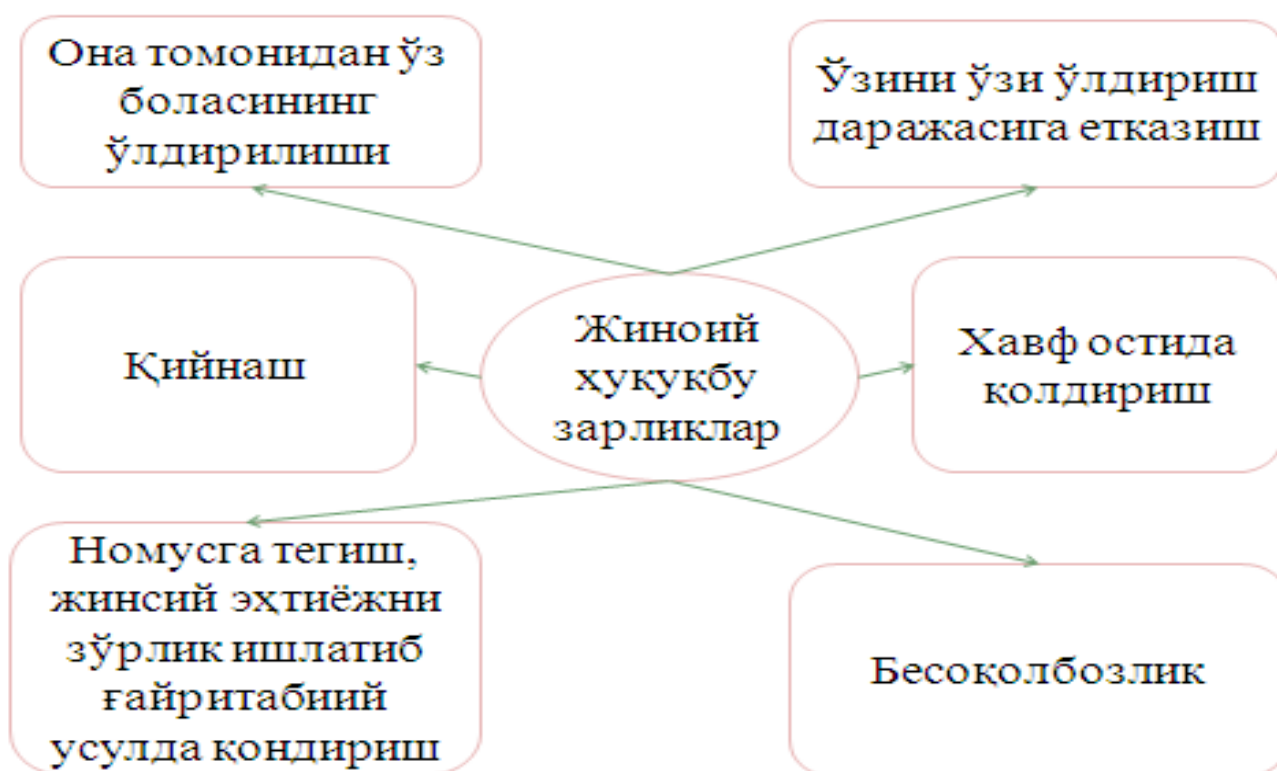 Она томонидан ўз
боласининг
ўлдирилиши
Ўзини ўзи ўлдириш
даражасига етказиш
Қийнаш
Жиноий
ҳуқуқбу
зарликлар
Хавф остида
қолдириш
Номусга тегиш,
жинсий эҳтиёжни
зўрлик ишлатиб
ғайритабиий
усулда қондириш
Бесоқолбозлик